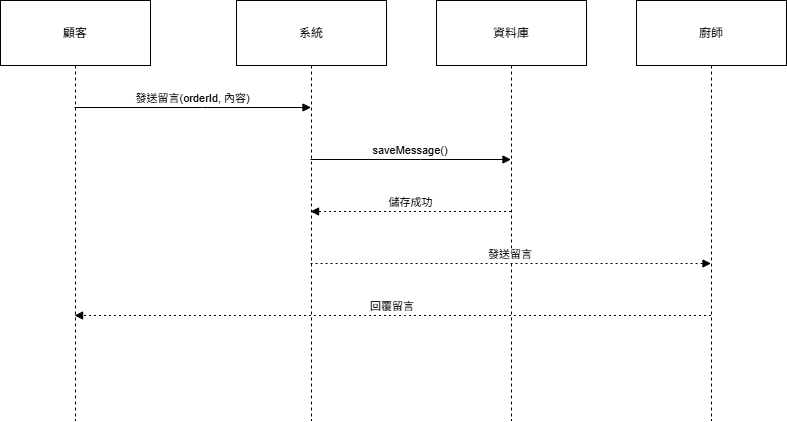 顧客
系統
資料庫
廚師
發送留言(orderId, 內容)
saveMessage()
儲存成功
發送留言
回覆留言